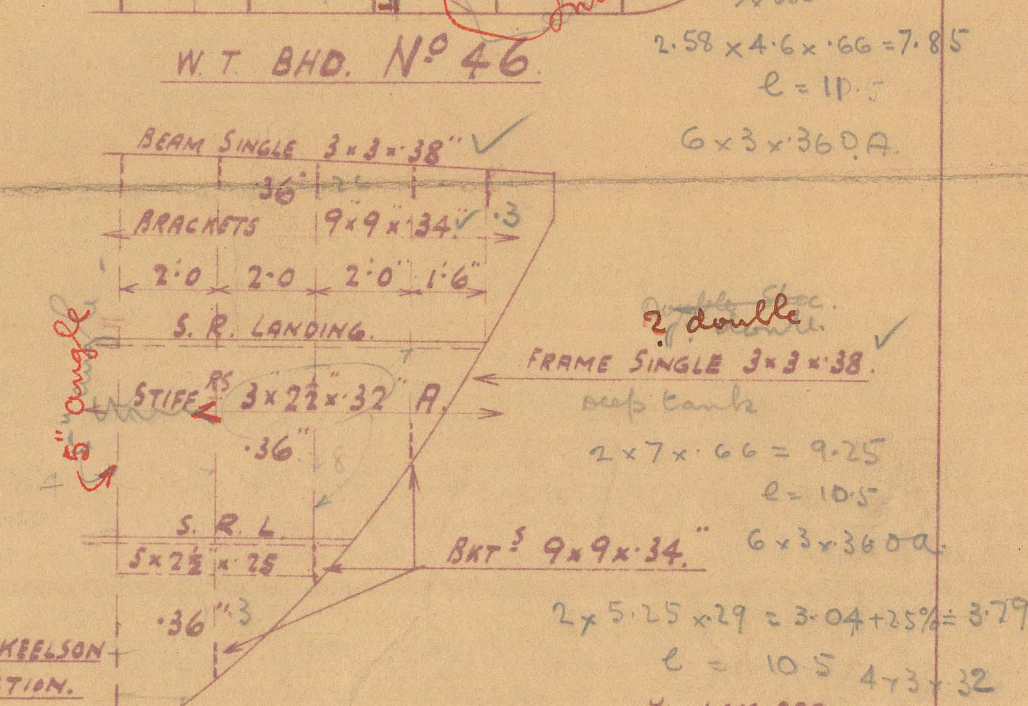 2.58 x 4.6 x .66 = 7.85
W. T. BHD. Nº 46.
l = 10.5
6 x 3 x .36 O.A.
BEAM SINGLE 3 x 3 x .38" ✓
.36"
BRACKETS 9" x 9" x .34" ✓ .3
2'.0 2-0 2'.0" 1'.6"
S. R. LANDING.
? double
FRAME SINGLE 3 x 3 x .38. ✓
5" angle
STIFFRS 3" x 2½" x .32" A.
Deep tank
.36"
2 x 7 x .66 = 9.25
l = 10.5
S. R. L.
6 x 3 x .36 o a.
5 x 2½" x .25
BKTS 9 x 9 x .34."
.36" .3
2 x 5.25 x .29 = 3.04 + 25% = 3.79
KEELSON
l = 10.5 4 x 3 x .32
TION.